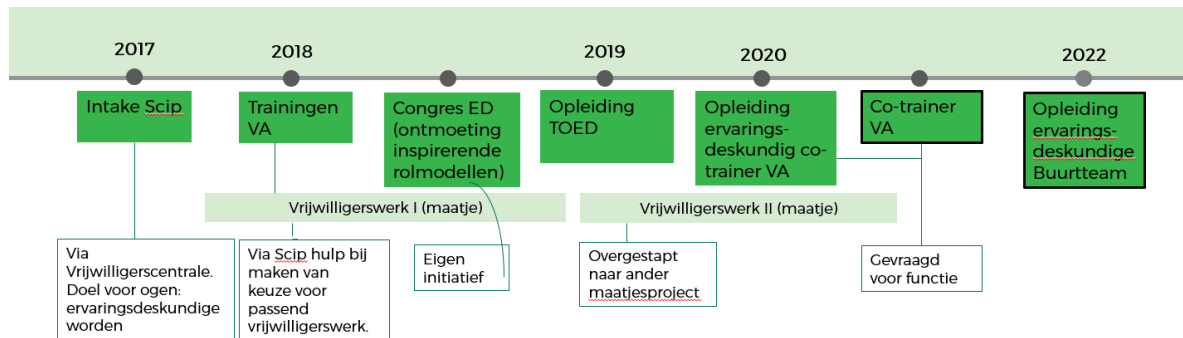 2017
2018
2019
2020
2022
Intake Scip
Trainingen
VA
Congres ED
(ontmoeting
inspirerende
rolmodellen)
Opleiding
TOED
Opleiding
ervarings-
deskundig co-
trainer VA
Co-trainer
VA
Opleiding
ervarings-
deskundige
Buurtteam
Vrijwilligerswerk I (maatje)
Vrijwilligerswerk II (maatje)
Via
Vrijwilligerscentrale.
Doel voor ogen:
ervaringsdeskundige
worden
Via Scip hulp bij
maken van
keuze voor
passend
vrijwilligerswerk.
Eigen
initiatief
Overgestapt
naar ander
maatjesproject
Gevraagd
voor functie